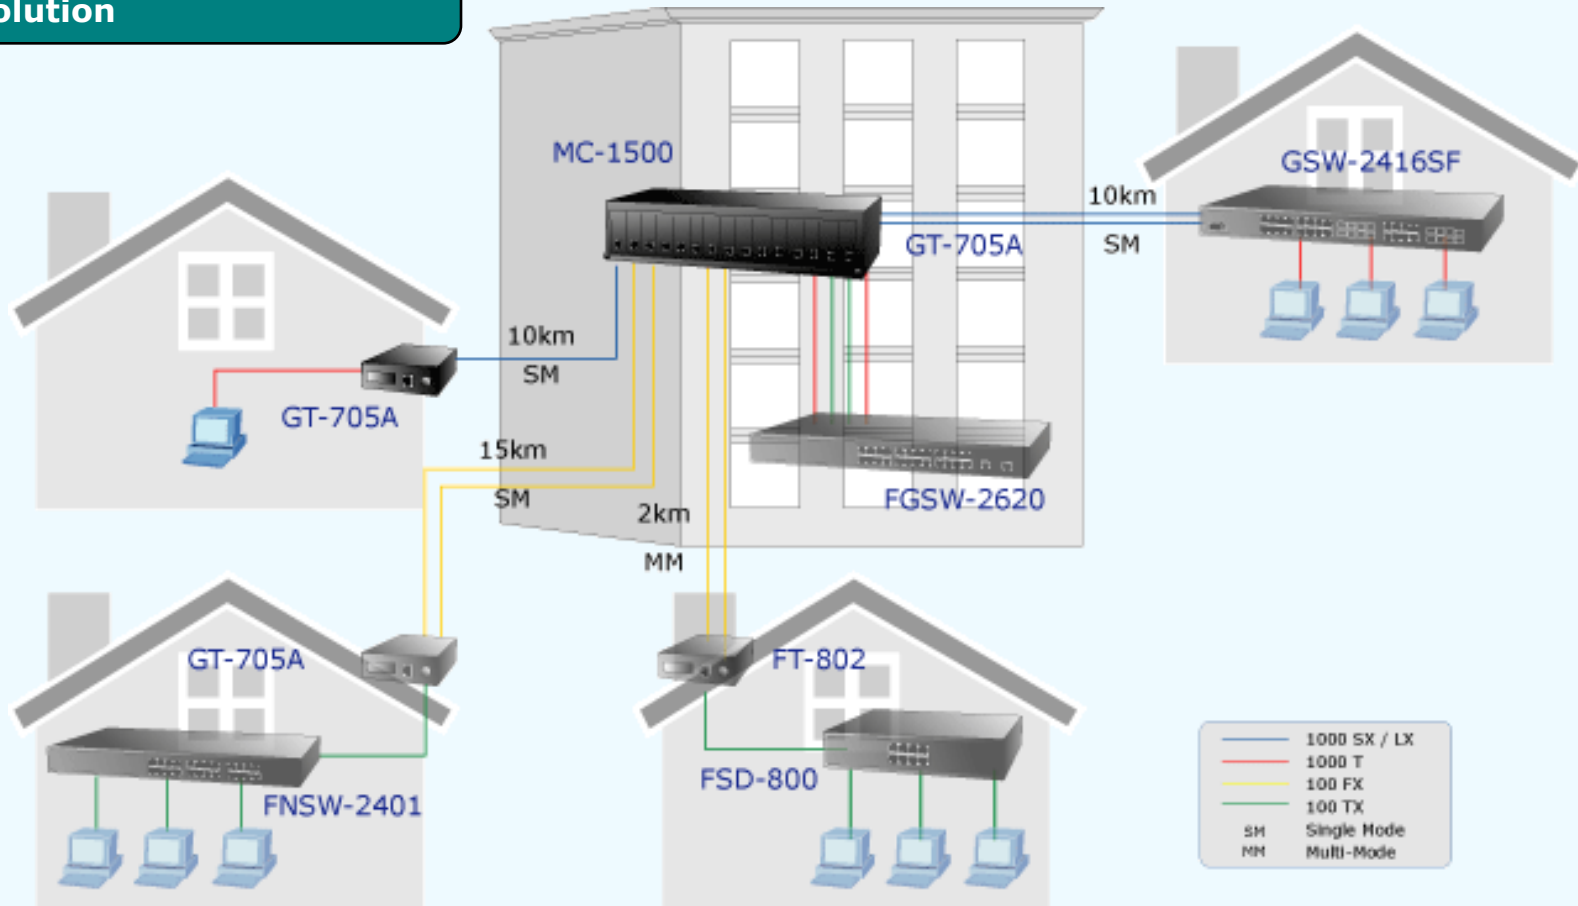 olution
MC-1500
GSW-2416SF
10km
GT-705A
SM
10km
SM
GT-705A
15km
SM
FGSW-2620
2km
MM
GT-705A
FT-802
FSD-800
FNSW-2401
1000 SX / LX
1000 T
100 FX
100 TX
SM Single Mode
MM Multi-Mode